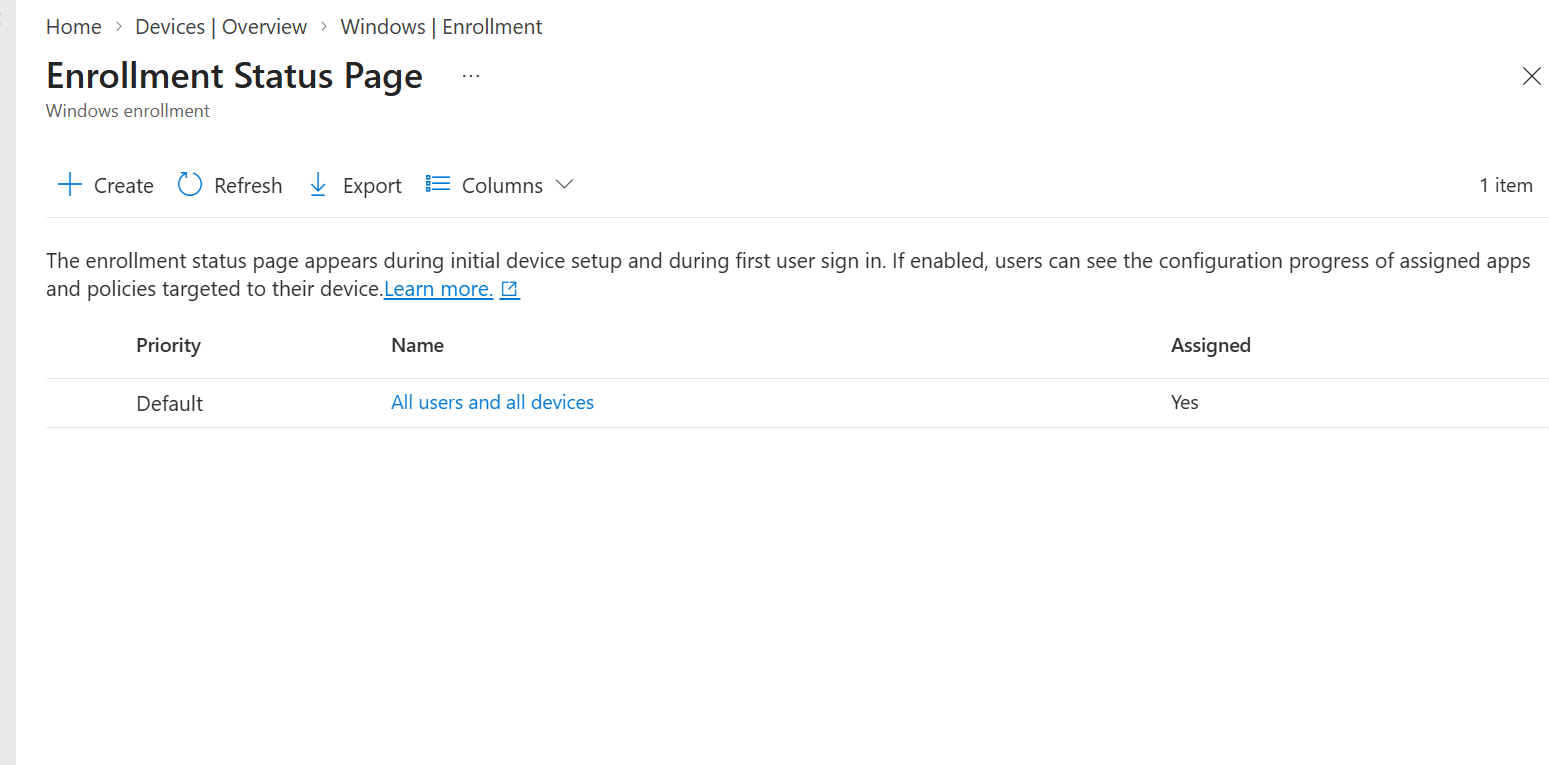 Home > Devices | Overview > Windows | Enrollment
Enrollment Status Page ...
Windows enrollment
Create Refresh Export Columns 1 item
The enrollment status page appears during initial device setup and during first user sign in. If enabled, users can see the configuration progress of assigned apps
and policies targeted to their device.Learn more.
Priority Name Assigned
Default All users and all devices Yes